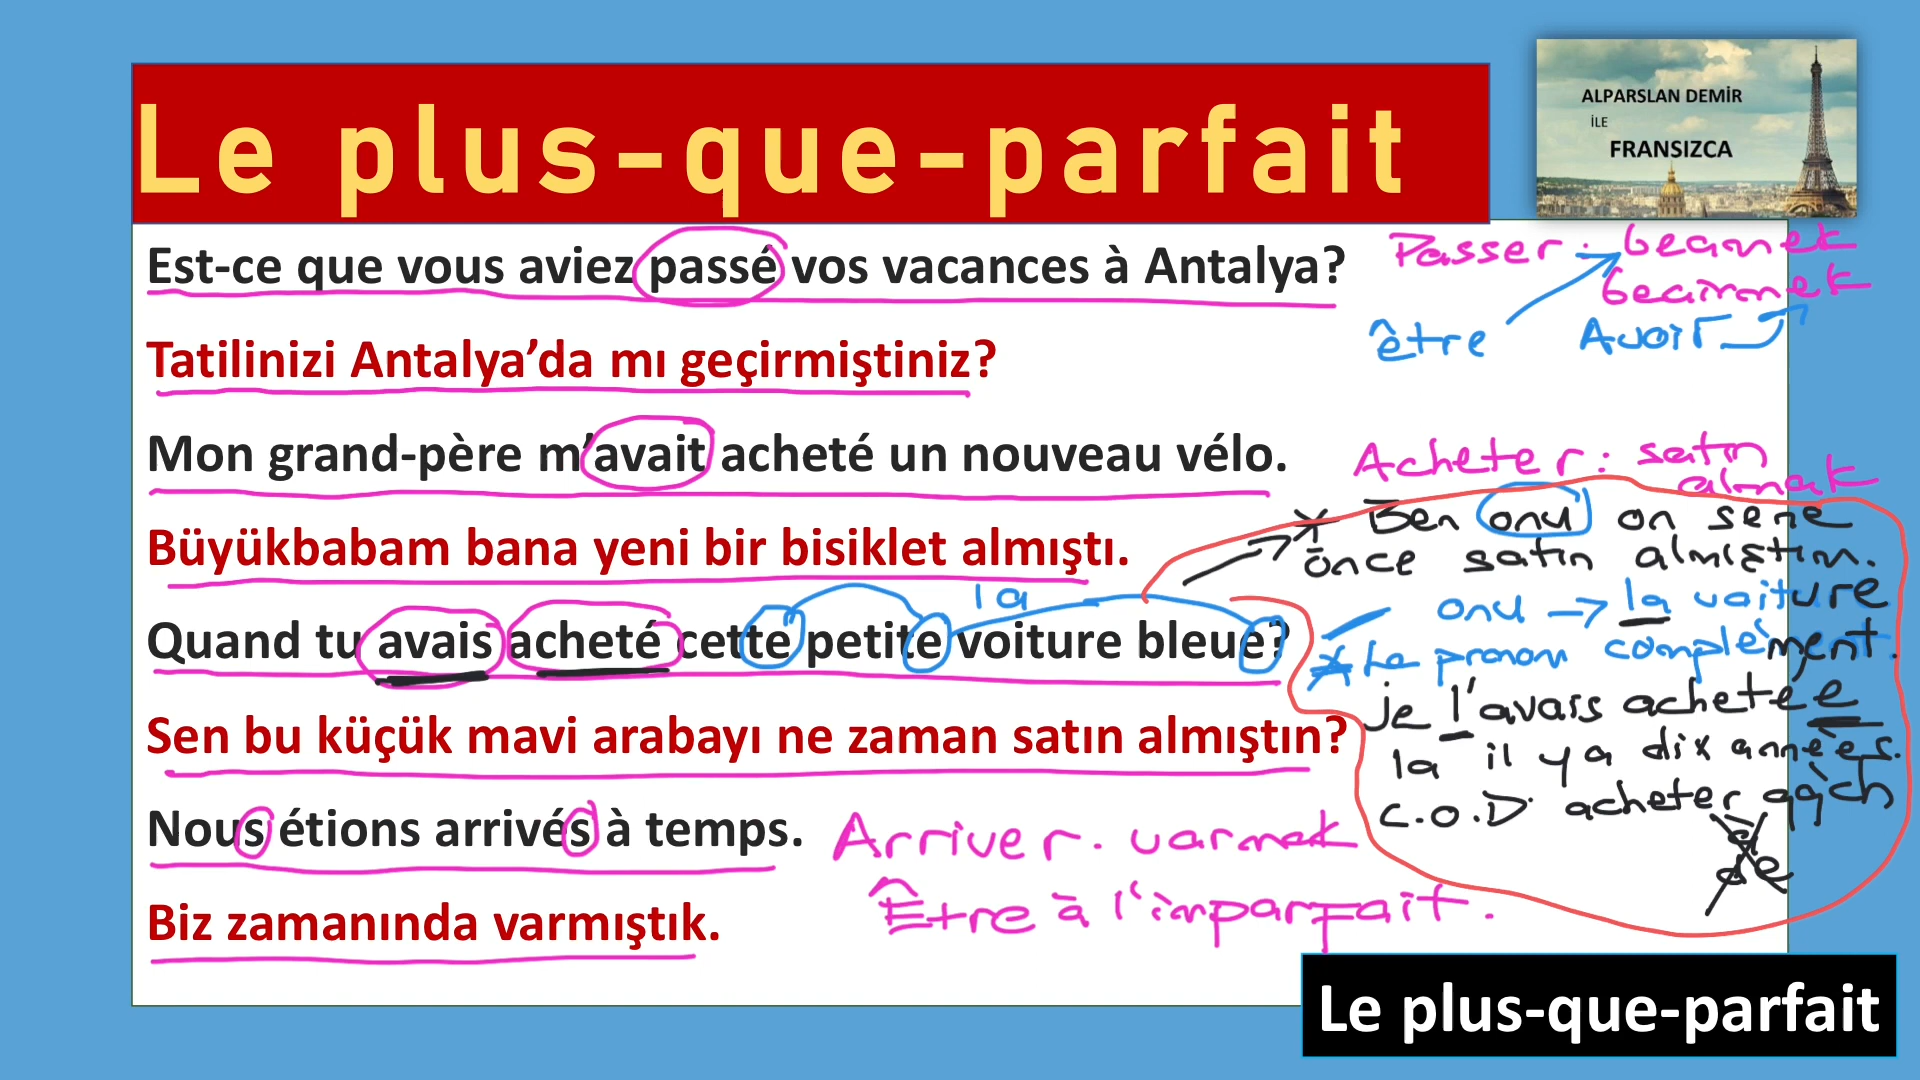 Le plus-que-parfait
ALPARSLAN DEMİR
İLE
FRANSIZCA
Est-ce que vous aviez passé vos vacances à Antalya?
Passer
être Avoir
Tatilinizi Antalya’da mı geçirmiştiniz?
Mon grand-père m’avait acheté un nouveau vélo.
Acheter: satın
almak
Büyükbabam bana yeni bir bisiklet almıştı.
* Ben onu on sene
önce satın almıştım.
la
onu → la voiture
Quand tu avais acheté cette petite voiture bleue?
* Le pronom complément.
je l'avais achetée
la il y a dix années.
Sen bu küçük mavi arabayı ne zaman satın almıştın?
C.O.D. acheter qqch
à
de
Nous étions arrivés à temps.
Arriver. varmak
Être à l'imparfait.
Biz zamanında varmıştık.
Le plus-que-parfait